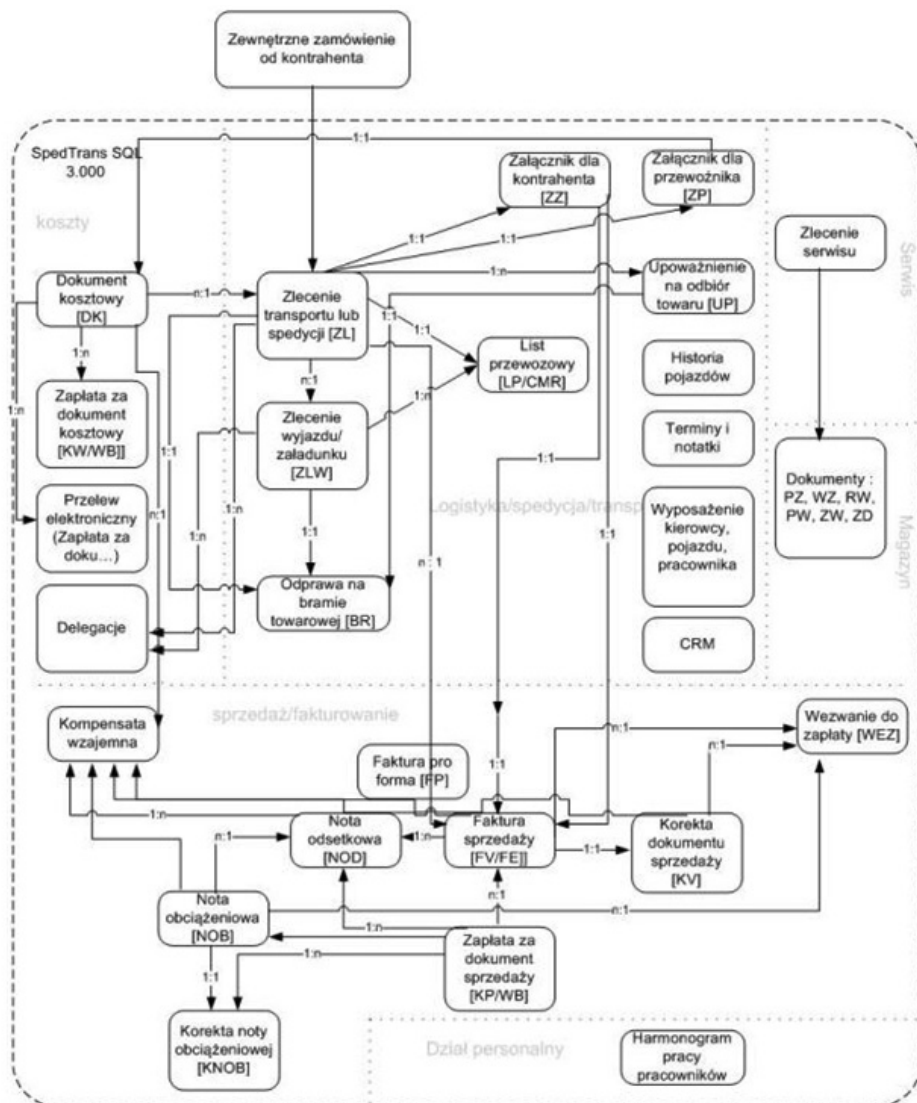 Zewnętrzne zamówienie
od kontrahenta
SpedTrans SQL
3.000
1:1
Załącznik dla
kontrahenta
[ZZ]
Załącznik dla
przewoźnika
[ZP]
koszty
Serwis
Zlecenie
serwisu
1:1
1:1
Dokument
kosztowy
[DK]
n:1
Zlecenie
transportu lub
spedycji [ZL]
1:n
Upoważnienie
na odbiór
towaru [UP]
1:1
1:1
1:n
List
przewozowy
[LP/CMR]
Historia
pojazdów
n:1
1:n
Zapłata za
dokument
kosztowy
[KW/WB]]
Zlecenie
wyjazdu/
załadunku
[ZLW]
1:n
Terminy i
notatki
1:1
1:1
Dokumenty :
PZ, WZ, RW,
PW, ZW, ZD
Magazyn
Przelew
elektroniczny
(Zapłata za
doku...)
n:1
1:n
1:1
Logistyka/spedycja/transp
Wyposażenie
kierowcy,
pojazdu,
pracownika
1:1
n : 1
Odprawa na
bramie
towarowej [BR]
Delegacje
CRM
sprzedaż/fakturowanie
Kompensata
wzajemna
Faktura pro
forma [FP]
1:1
n:1
Wezwanie do
zapłaty [WEZ]
n:1
1:n
Nota
odsetkowa
[NOD]
1:n
Faktura
sprzedaży
[FV/FE]]
1:1
Korekta
dokumentu
sprzedaży
[KV]
n:1
n:1
Nota
obciążeniowa
[NOB]
n:1
1:n
Zapłata za
dokument
sprzedaży
[KP/WB]
1:n
1:1
Korekta noty
obciążeniowej
[KNOB]
Dział personalny
Harmonogram
pracy
pracowników